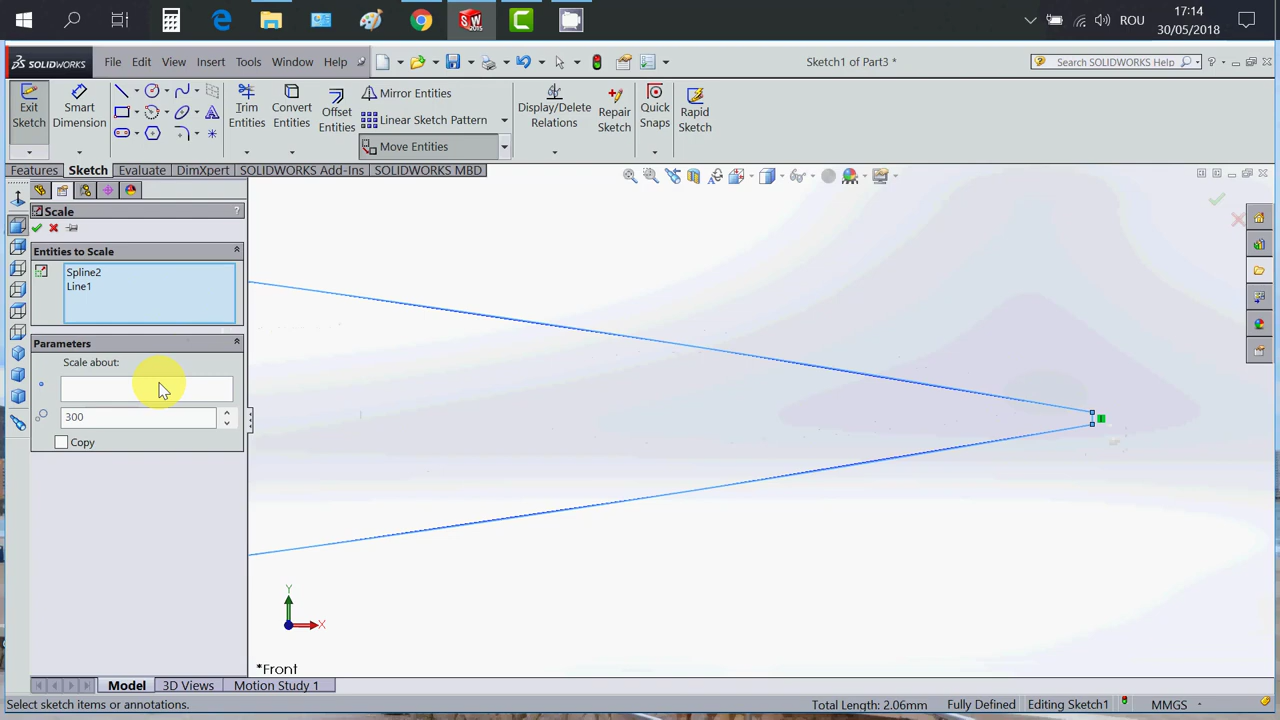 ROU
17:14
30/05/2018
SOLIDWORKS
File Edit View Insert Tools Window Help
Sketch1 of Part3 *
Search SOLIDWORKS Help
Exit Sketch
Smart Dimension
Trim Entities
Convert Entities
Offset Entities
Mirror Entities
Linear Sketch Pattern
Move Entities
Display/Delete Relations
Repair Sketch
Quick Snaps
Rapid Sketch
Features Sketch Evaluate DimXpert SOLIDWORKS Add-Ins SOLIDWORKS MBD
Scale ?
Entities to Scale
Spline2
Line1
Parameters
Scale about:
300
Copy
Y
X
*Front
Model 3D Views Motion Study 1
Select sketch items or annotations. Total Length: 2.06mm Fully Defined Editing Sketch1 MMGS